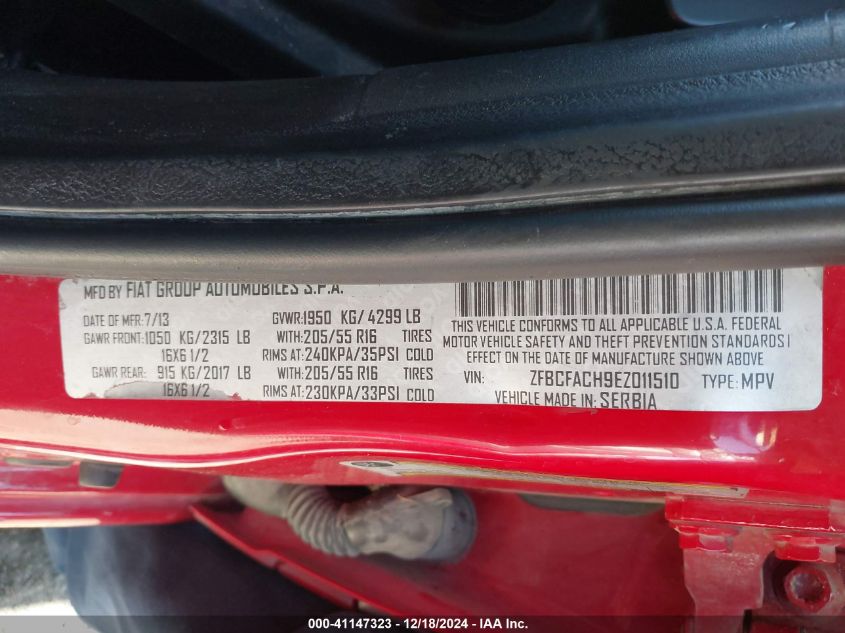 MFD BY FIAT GROUP AUTOMOBILES S.P.A.
DATE OF MFR: 7/13 GVWR: 1950 KG/ 4299 LB
GAWR FRONT: 1050 KG/2315 LB WITH: 205/55 R16 TIRES
16X6 1/2 RIMS AT: 240KPA/35PSI COLD
GAWR REAR: 915 KG/2017 LB WITH: 205/55 R16 TIRES
16X6 1/2 RIMS AT: 230KPA/33PSI COLD
THIS VEHICLE CONFORMS TO ALL APPLICABLE U.S.A. FEDERAL
MOTOR VEHICLE SAFETY AND THEFT PREVENTION STANDARDS I
EFFECT ON THE DATE OF MANUFACTURE SHOWN ABOVE
VIN: ZFBCFACH9EZ011510 TYPE: MPV
VEHICLE MADE IN: SERBIA
000-41147323 - 12/18/2024 - IAA Inc.